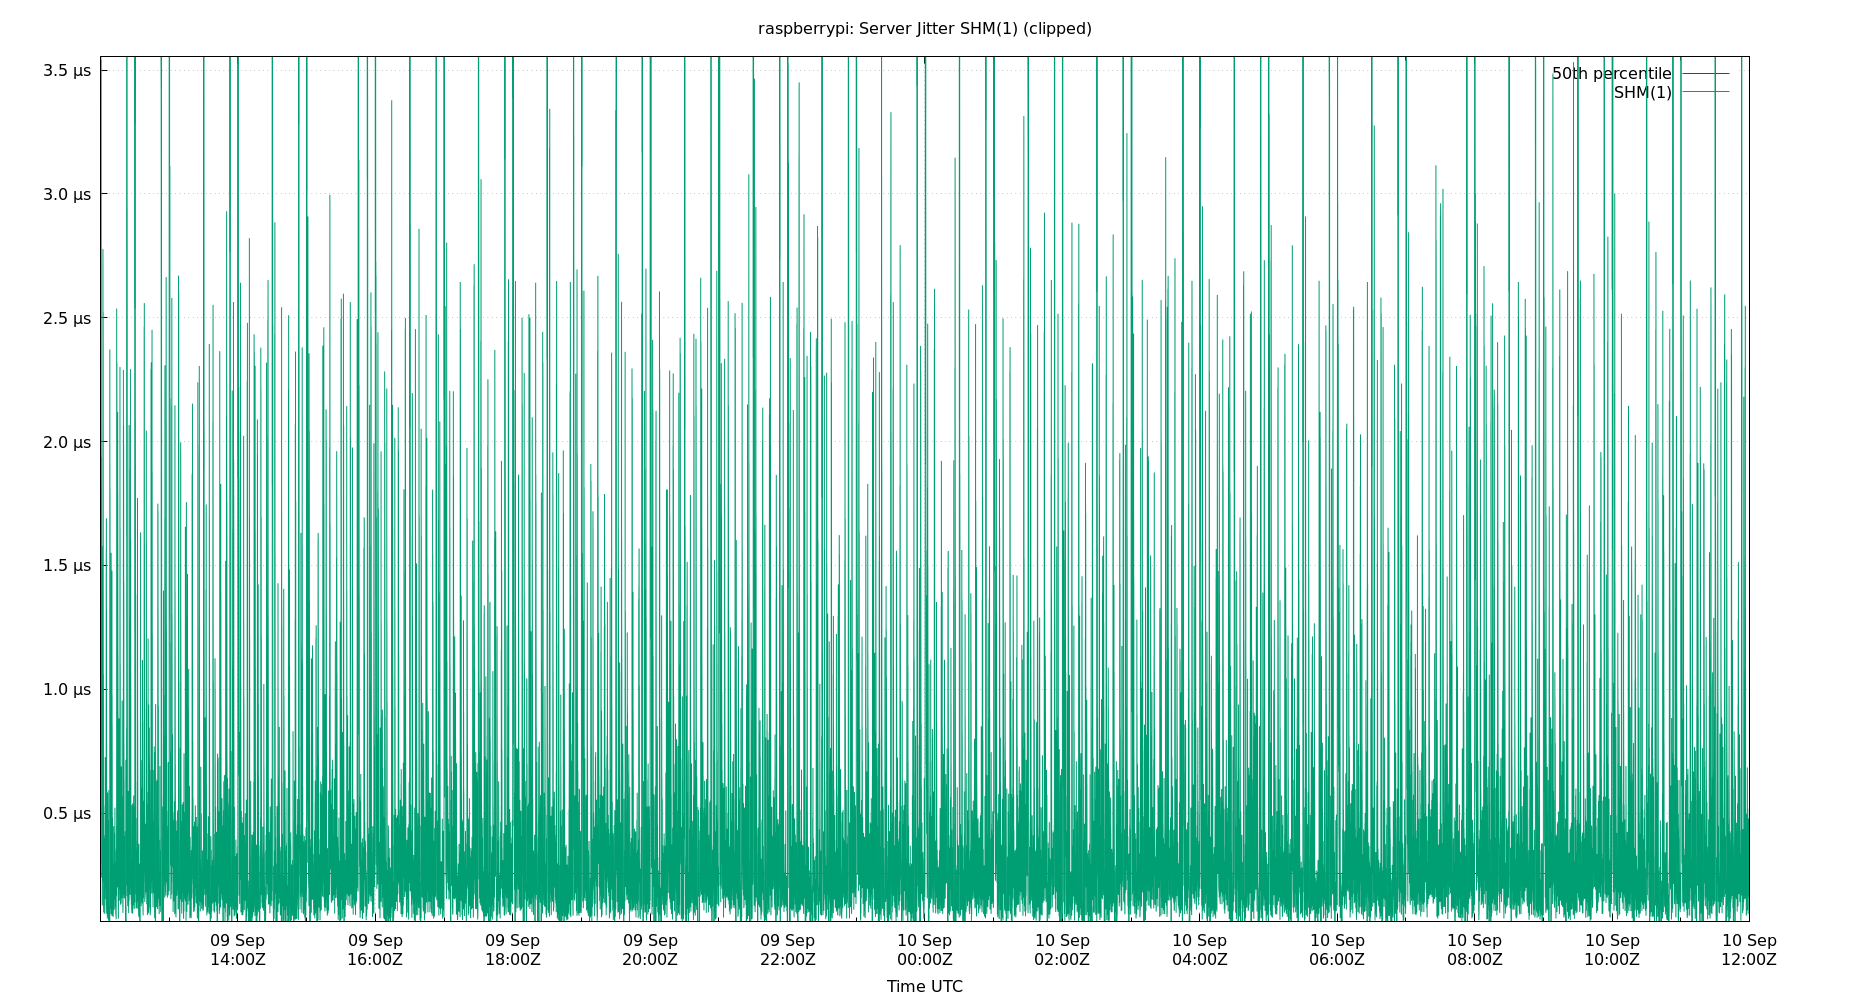 raspberrypi: Server Jitter SHM(1) (clipped)
50th percentile
SHM(1)
3.5 µs
3.0 µs
2.5 µs
2.0 µs
1.5 µs
1.0 µs
0.5 µs
09 Sep 09 Sep 09 Sep 09 Sep 09 Sep 10 Sep 10 Sep 10 Sep 10 Sep 10 Sep 10 Sep 10 Sep
14:00Z 16:00Z 18:00Z 20:00Z 22:00Z 00:00Z 02:00Z 04:00Z 06:00Z 08:00Z 10:00Z 12:00Z
Time UTC